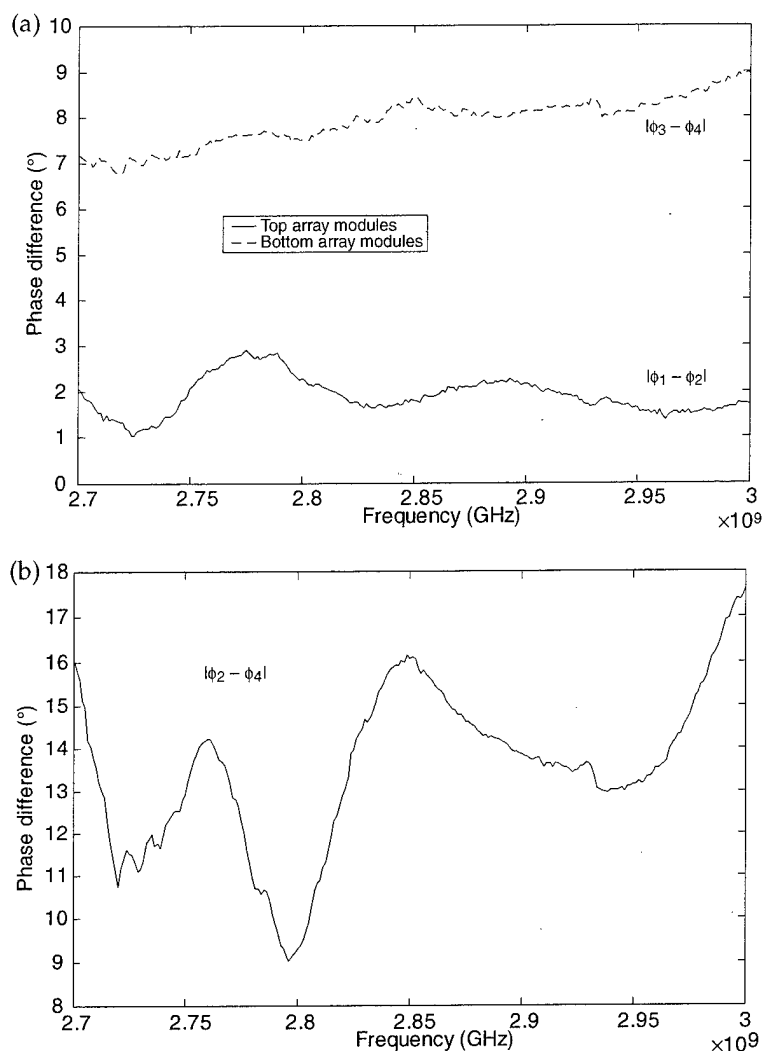 (a)
10
9
8
7
6
5
4
3
2
1
0
Phase difference (°)
|ϕ3 − ϕ4|
Top array modules
Bottom array modules
|ϕ1 − ϕ2|
2.7 2.75 2.8 2.85 2.9 2.95 3
Frequency (GHz)
×10⁹
(b)
18
17
16
15
14
13
12
11
10
9
8
Phase difference (°)
|ϕ2 − ϕ4|
2.7 2.75 2.8 2.85 2.9 2.95 3
Frequency (GHz)
×10⁹